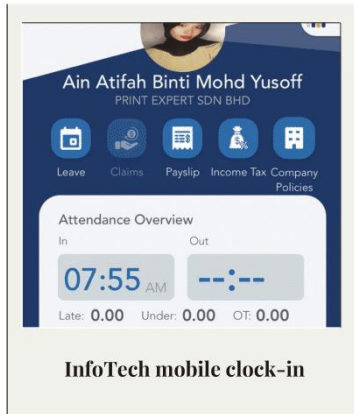 Ain Atifah Binti Mohd Yusoff
PRINT EXPERT SDN BHD
Leave
Claims
Payslip
Income Tax
Company Policies
Attendance Overview
In
Out
07:55 AM
--:--
Late: 0.00 Under: 0.00 OT: 0.00
InfoTech mobile clock-in